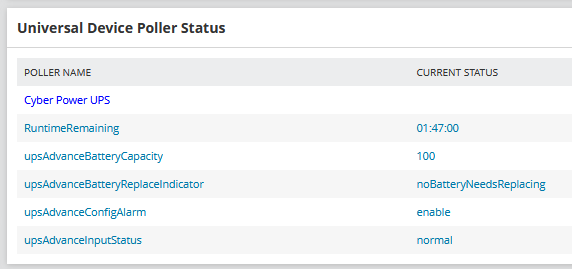 Universal Device Poller Status
POLLER NAME CURRENT STATUS
Cyber Power UPS
RuntimeRemaining 01:47:00
upsAdvanceBatteryCapacity 100
upsAdvanceBatteryReplaceIndicator noBatteryNeedsReplacing
upsAdvanceConfigAlarm enable
upsAdvanceInputStatus normal